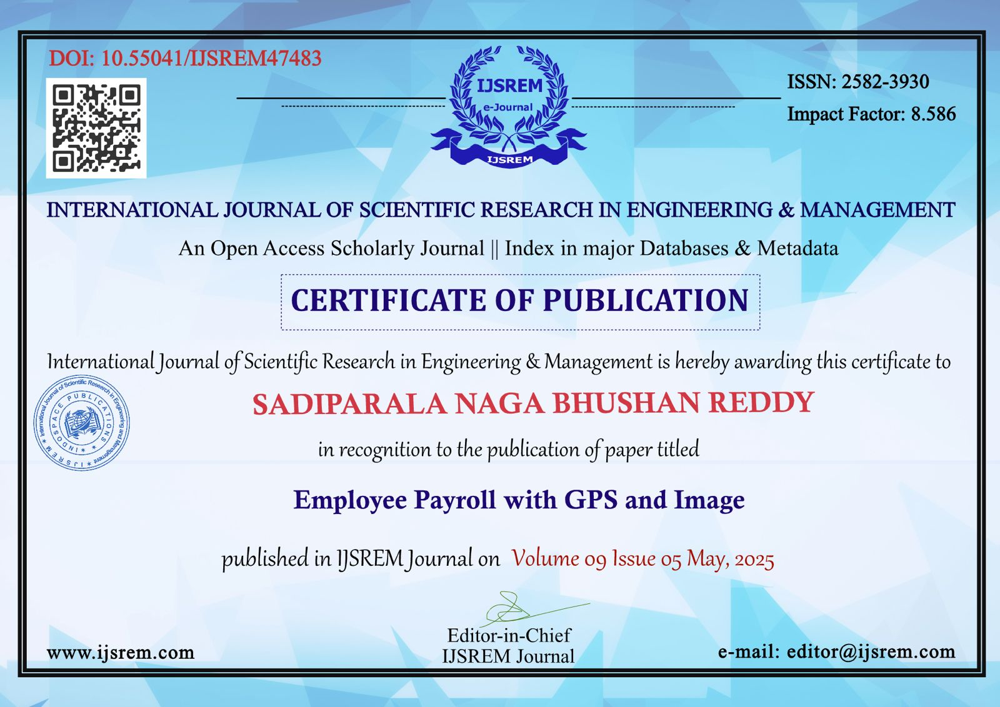 DOI: 10.55041/IJSREM47483
IJSREM
e-Journal
IJSREM
ISSN: 2582-3930
Impact Factor: 8.586
INTERNATIONAL JOURNAL OF SCIENTIFIC RESEARCH IN ENGINEERING & MANAGEMENT
An Open Access Scholarly Journal || Index in major Databases & Metadata
CERTIFICATE OF PUBLICATION
International Journal of Scientific Research in Engineering & Management is hereby awarding this certificate to
SADIPARALA NAGA BHUSHAN REDDY
International Journal of Scientific Research in Engineering and Management
IJSREM
INDOSPACE PUBLICATIONS
in recognition to the publication of paper titled
Employee Payroll with GPS and Image
published in IJSREM Journal on Volume 09 Issue 05 May, 2025
Editor-in-Chief
IJSREM Journal
www.ijsrem.com
e-mail: editor@ijsrem.com